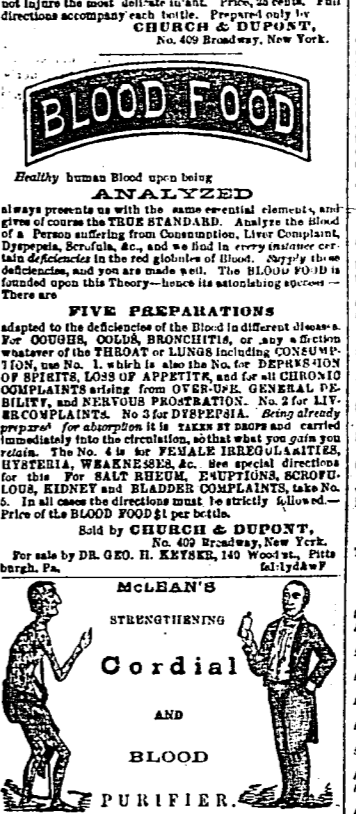 not injure the most delicate infant. Price, 25 cents. Full
directions accompany each bottle. Prepared only by
CHURCH & DUPONT,
No. 409 Broadway, New York.
BLOOD FOOD
Healthy human Blood upon being
ANALYZED
always presents us with the same essential elements, and
gives of course the TRUE STANDARD. Analyze the Blood
of a Person suffering from Consumption, Liver Complaint,
Dyspepsia, Scrofula, &c., and we find in every instance cer-
tain deficiencies in the red globules of Blood. Supply these
deficiencies, and you are made well. The BLOOD FOOD is
founded upon this Theory—hence its astonishing success—
There are
FIVE PREPARATIONS
adapted to the deficiencies of the Blood in different diseases.
For COUGHS, COLDS, BRONCHITIS, or any affection
whatever of the THROAT or LUNGS including CONSUMP-
TION, use No. 1. which is also the No. for DEPRESSION
OF SPIRITS, LOSS OF APPETITE, and for all CHRONIC
COMPLAINTS arising from OVER-USE, GENERAL DE-
BILITY, and NERVOUS PROSTRATION. No. 2 for LIV-
ER COMPLAINTS. No 3 for DYSPEPSIA. Being already
prepared for absorption it is TAKEN BY DROPS and carried
immediately into the circulation, so that what you gain you
retain. The No. 4 is for FEMALE IRREGULARITIES,
HYSTERIA, WEAKNESSES, &c. See special directions
for this For SALT RHEUM, ERUPTIONS, SCROFU-
LOUS, KIDNEY and BLADDER COMPLAINTS, take No.
5. In all cases the directions must be strictly followed.—
Price of the BLOOD FOOD $1 per bottle.
Sold by CHURCH & DUPONT,
No. 409 Broadway, New York.
For sale by DR. GEO. H. KEYSER, 140 Wood st., Pitts
burgh. Pa, fel:lydAwF
McLEAN'S
STRENGTHENING
Cordial
AND
BLOOD
PURIFIER.